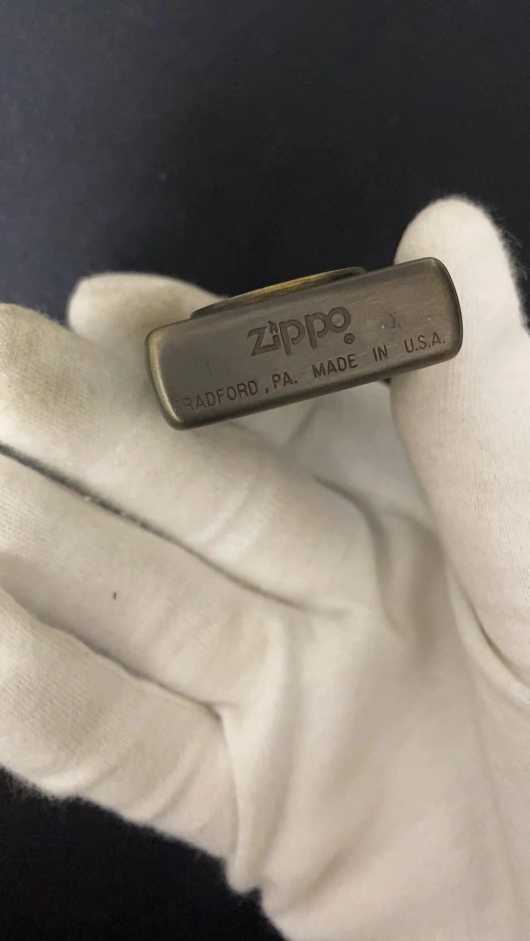 zippo ®
RADFORD, PA. MADE IN U.S.A.